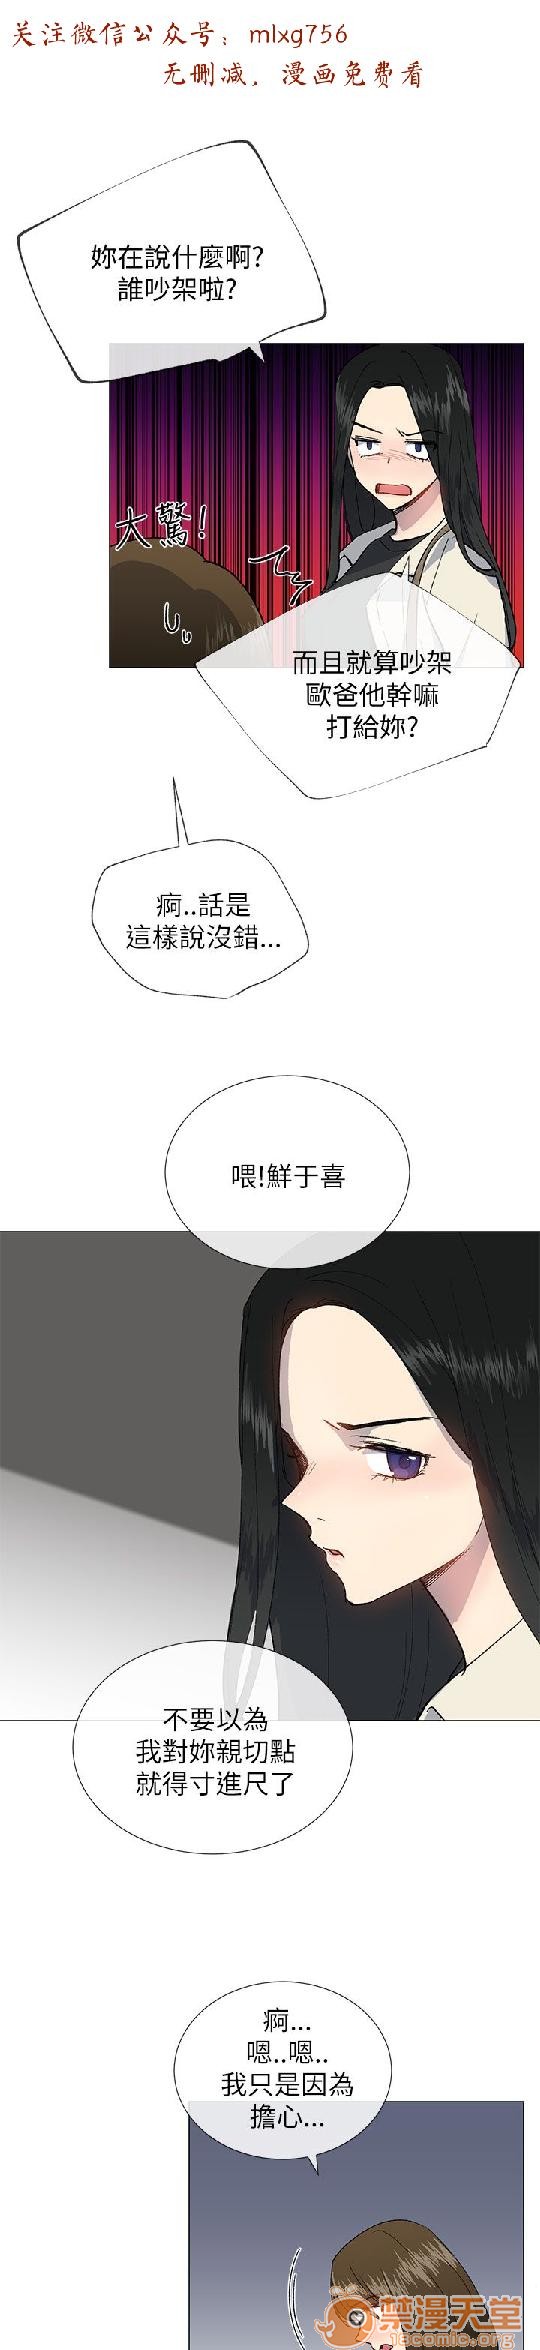 关注微信公众号：mlxg756
无删减，漫画免费看
妳在說什麼啊?
誰吵架啦?
大驚!
而且就算吵架
歐爸他幹嘛
打給妳?
痾..話是
這樣說沒錯...
喂!鮮于喜
不要以為
我對妳親切點
就得寸進尺了
痾...
嗯..嗯..
我只是因為
擔心...
禁漫天堂
18comic.com